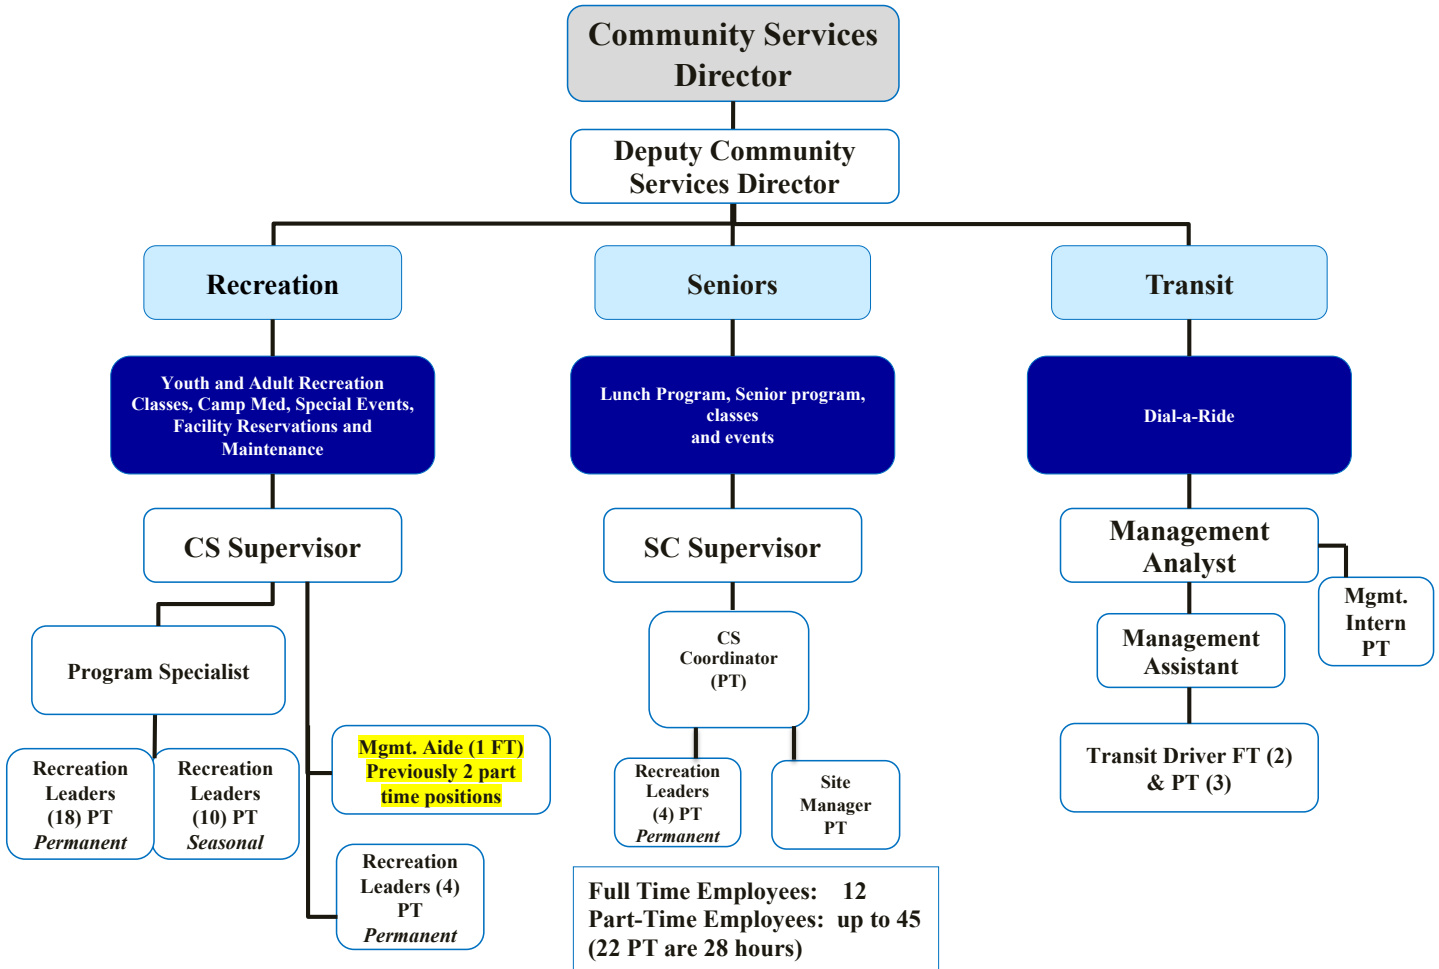 Community Services
Director
Deputy Community
Services Director
Recreation
Seniors
Transit
Youth and Adult Recreation
Classes, Camp Med, Special Events,
Facility Reservations and
Maintenance
Lunch Program, Senior program,
classes
and events
Dial-a-Ride
CS Supervisor
SC Supervisor
Management
Analyst
Mgmt.
Intern
PT
Program Specialist
CS
Coordinator
(PT)
Management
Assistant
Recreation
Leaders
(18) PT
Permanent
Recreation
Leaders
(10) PT
Seasonal
Mgmt. Aide (1 FT)
Previously 2 part
time positions
Recreation
Leaders (4)
PT
Permanent
Recreation
Leaders
(4) PT
Permanent
Site
Manager
PT
Transit Driver FT (2)
& PT (3)
Full Time Employees: 12
Part-Time Employees: up to 45
(22 PT are 28 hours)